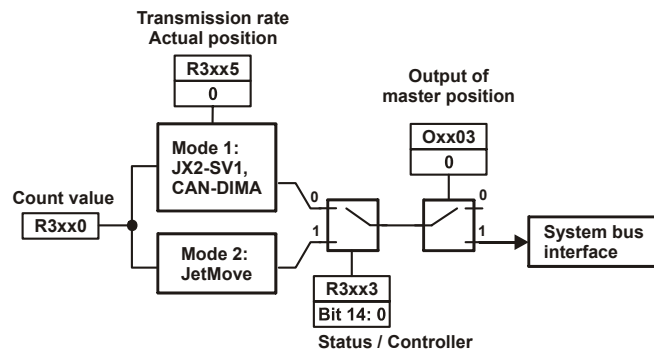 Transmission rate
Actual position
R3xx5
0
Output of
master position
Oxx03
0
Mode 1:
JX2-SV1,
CAN-DIMA
Count value
R3xx0
0
1
0
1
System bus
interface
Mode 2:
JetMove
R3xx3
Bit 14: 0
Status / Controller